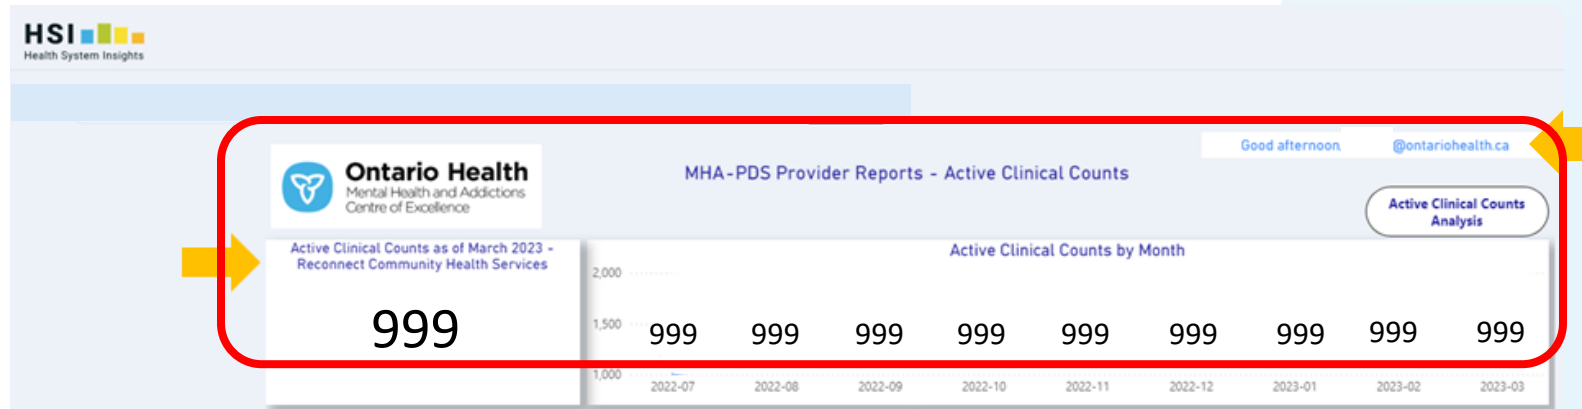 HSI
Health System Insights
Good afternoon, @ontariohealth.ca
Ontario Health
Mental Health and Addictions
Centre of Excellence
MHA-PDS Provider Reports - Active Clinical Counts
Active Clinical Counts
Analysis
Active Clinical Counts as of March 2023 -
Reconnect Community Health Services
999
Active Clinical Counts by Month
2,000
1,500
999 999 999 999 999 999 999 999 999
1,000
2022-07 2022-08 2022-09 2022-10 2022-11 2022-12 2023-01 2023-02 2023-03